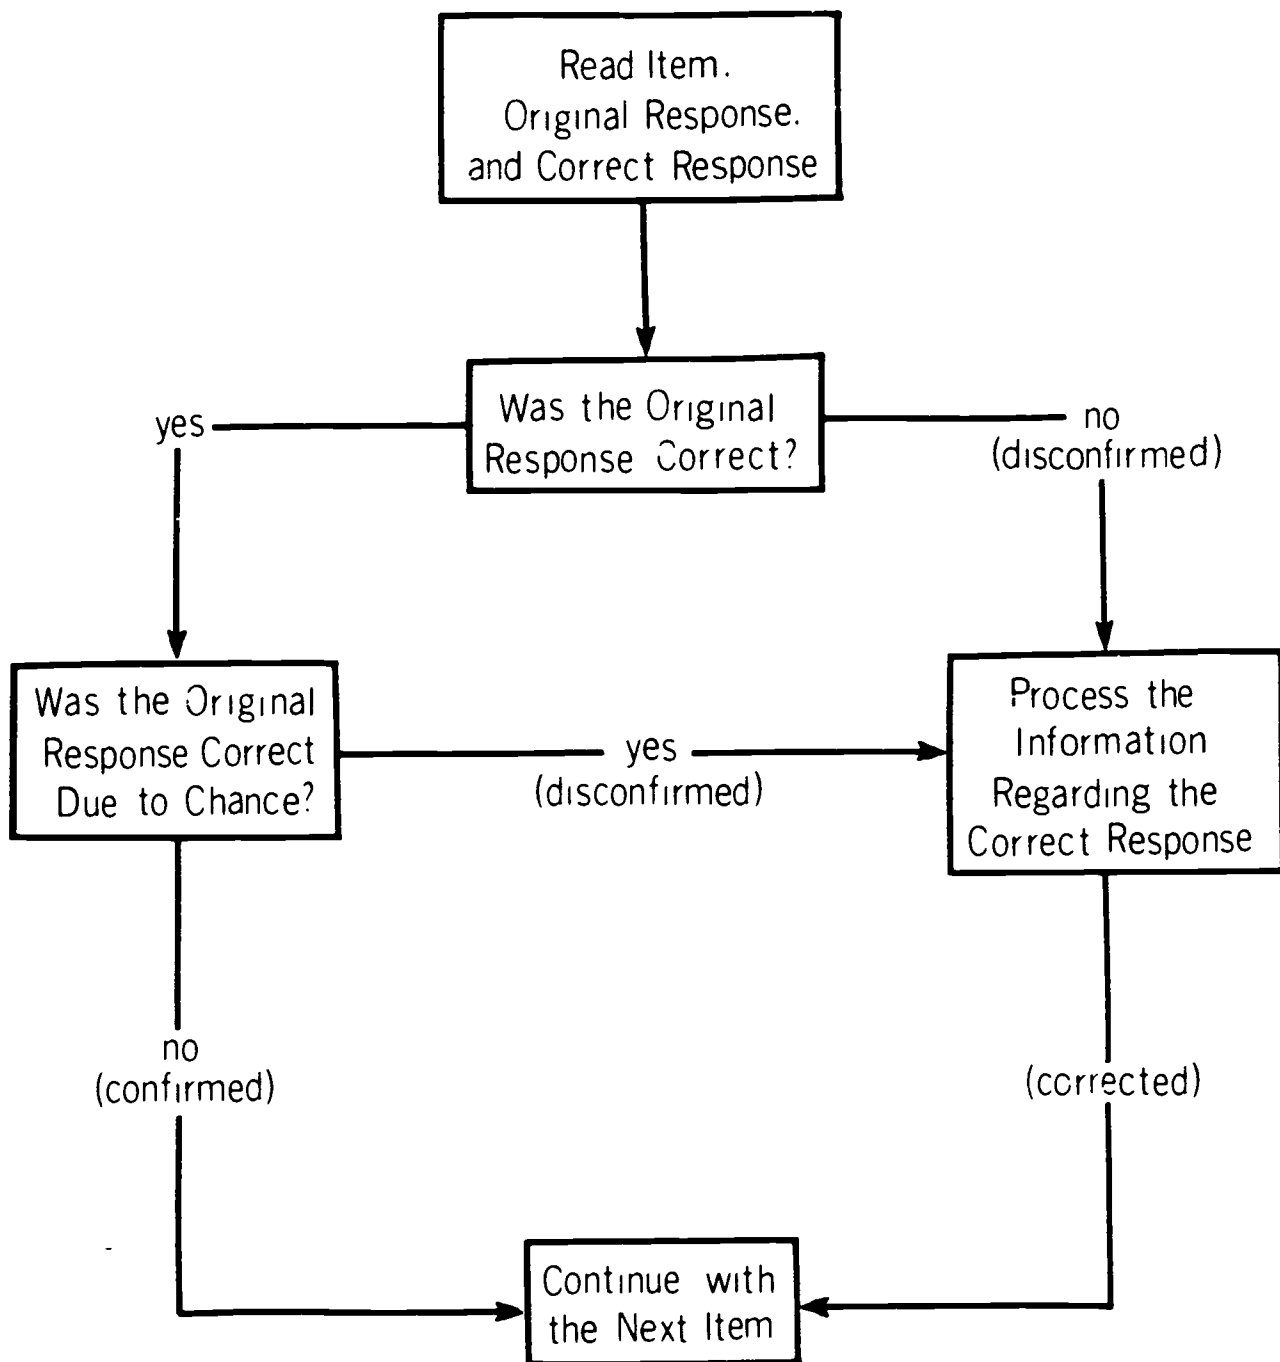 Read Item.
Original Response.
and Correct Response
Was the Original
Response Correct?
yes
no
(disconfirmed)
Was the Original
Response Correct
Due to Chance?
yes
(disconfirmed)
Process the
Information
Regarding the
Correct Response
no
(confirmed)
(corrected)
Continue with
the Next Item